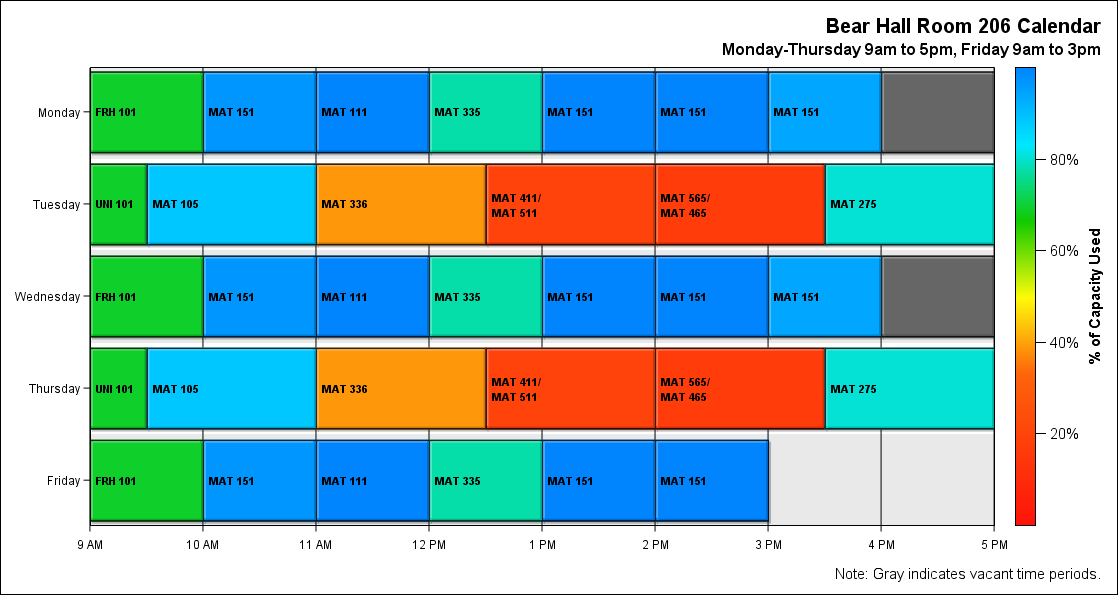 Bear Hall Room 206 Calendar
Monday-Thursday 9am to 5pm, Friday 9am to 3pm
Monday
FRH 101
MAT 151
MAT 111
MAT 335
MAT 151
MAT 151
MAT 151
Tuesday
UNI 101
MAT 105
MAT 336
MAT 411/
MAT 511
MAT 565/
MAT 465
MAT 275
Wednesday
FRH 101
MAT 151
MAT 111
MAT 335
MAT 151
MAT 151
MAT 151
Thursday
UNI 101
MAT 105
MAT 336
MAT 411/
MAT 511
MAT 565/
MAT 465
MAT 275
Friday
FRH 101
MAT 151
MAT 111
MAT 335
MAT 151
MAT 151
9 AM
10 AM
11 AM
12 PM
1 PM
2 PM
3 PM
4 PM
5 PM
80%
60%
40%
20%
% of Capacity Used
Note: Gray indicates vacant time periods.